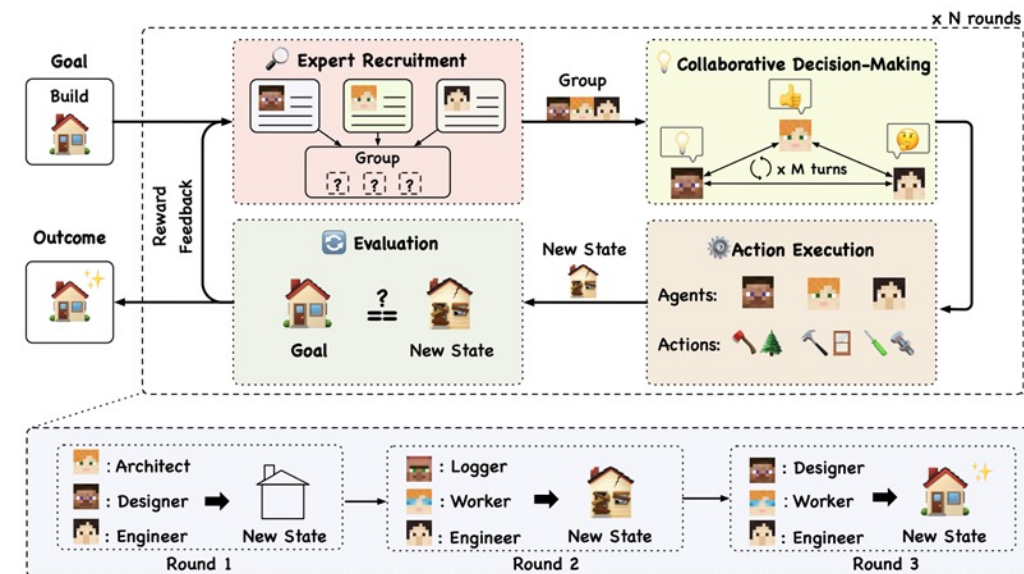 x N rounds
Goal
Build
Expert Recruitment
Group
? ? ?
Group
Collaborative Decision-Making
x M turns
Reward
Feedback
Outcome
Evaluation
?
==
Goal
New State
New State
Action Execution
Agents:
Actions:
: Architect
: Designer
: Engineer
New State
Round 1
: Logger
: Worker
: Engineer
New State
Round 2
: Designer
: Worker
: Engineer
New State
Round 3